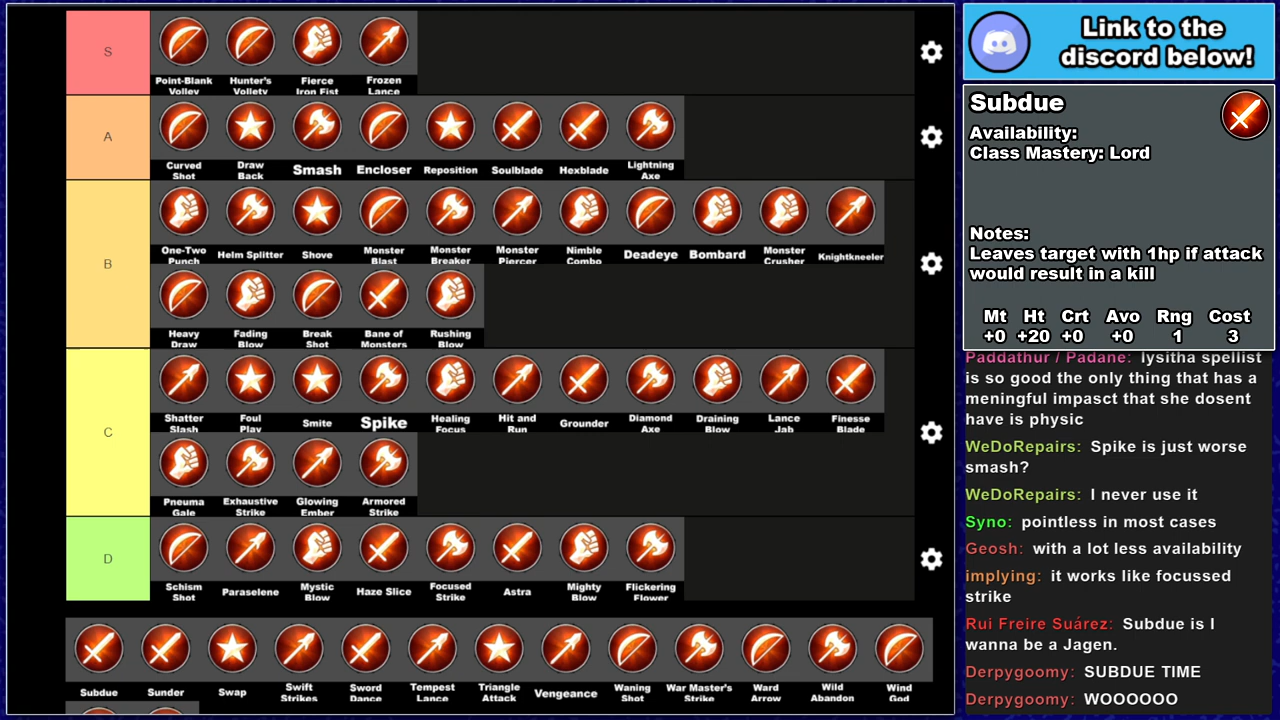 Link to the
discord below!
S
Point-Blank
Volley
Hunter's
Vollety
Fierce
Iron Fist
Frozen
Lance
A
Curved
Shot
Draw
Back
Smash
Encloser
Reposition
Soulblade
Hexblade
Lightning
Axe
B
One-Two
Punch
Helm Splitter
Shove
Monster
Blast
Monster
Breaker
Monster
Piercer
Nimble
Combo
Deadeye
Bombard
Monster
Crusher
Knightkneeler
Heavy
Draw
Fading
Blow
Break
Shot
Bane of
Monsters
Rushing
Blow
C
Shatter
Slash
Foul
Play
Smite
Spike
Healing
Focus
Hit and
Run
Grounder
Diamond
Axe
Draining
Blow
Lance
Jab
Finesse
Blade
Pneuma
Gale
Exhaustive
Strike
Glowing
Ember
Armored
Strike
D
Schism
Shot
Paraselene
Mystic
Blow
Haze Slice
Focused
Strike
Astra
Mighty
Blow
Flickering
Flower
Subdue
Sunder
Swap
Swift
Strikes
Sword
Dance
Tempest
Lance
Triangle
Attack
Vengeance
Waning
Shot
War Master's
Strike
Ward
Arrow
Wild
Abandon
Wind
God
Subdue
Availability:
Class Mastery: Lord
Notes:
Leaves target with 1hp if attack
would result in a kill
Mt Ht Crt Avo Rng Cost
+0 +20 +0 +0 1 3
Paddathur / Padane: lysitha spellist
is so good the only thing that has a
meaningful impasct that she dosent
have is physic
WeDoRepairs: Spike is just worse
smash?
WeDoRepairs: I never use it
Syno: pointless in most cases
Geosh: with a lot less availability
implying: it works like focussed
strike
Rui Freire Suárez: Subdue is I
wanna be a Jagen.
Derpygoomy: SUBDUE TIME
Derpygoomy: WOOOOOO